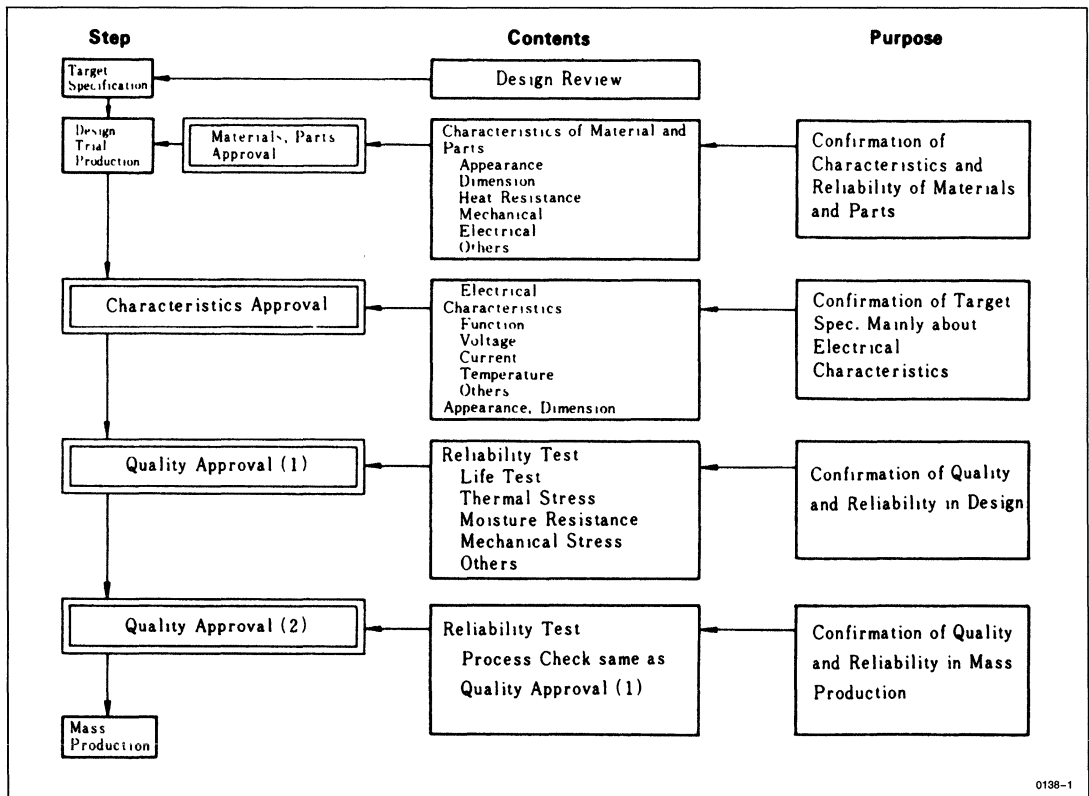 Step
Contents
Purpose
Target
Specification
Design Review
Design
Trial
Production
Materials, Parts
Approval
Characteristics of Material and
Parts
Appearance
Dimension
Heat Resistance
Mechanical
Electrical
Others
Confirmation of
Characteristics and
Reliability of Materials
and Parts
Characteristics Approval
Electrical
Characteristics
Function
Voltage
Current
Temperature
Others
Appearance, Dimension
Confirmation of Target
Spec. Mainly about
Electrical
Characteristics
Quality Approval (1)
Reliability Test
Life Test
Thermal Stress
Moisture Resistance
Mechanical Stress
Others
Confirmation of Quality
and Reliability in Design
Quality Approval (2)
Reliability Test
Process Check same as
Quality Approval (1)
Confirmation of Quality
and Reliability in Mass
Production
Mass
Production
0138-1